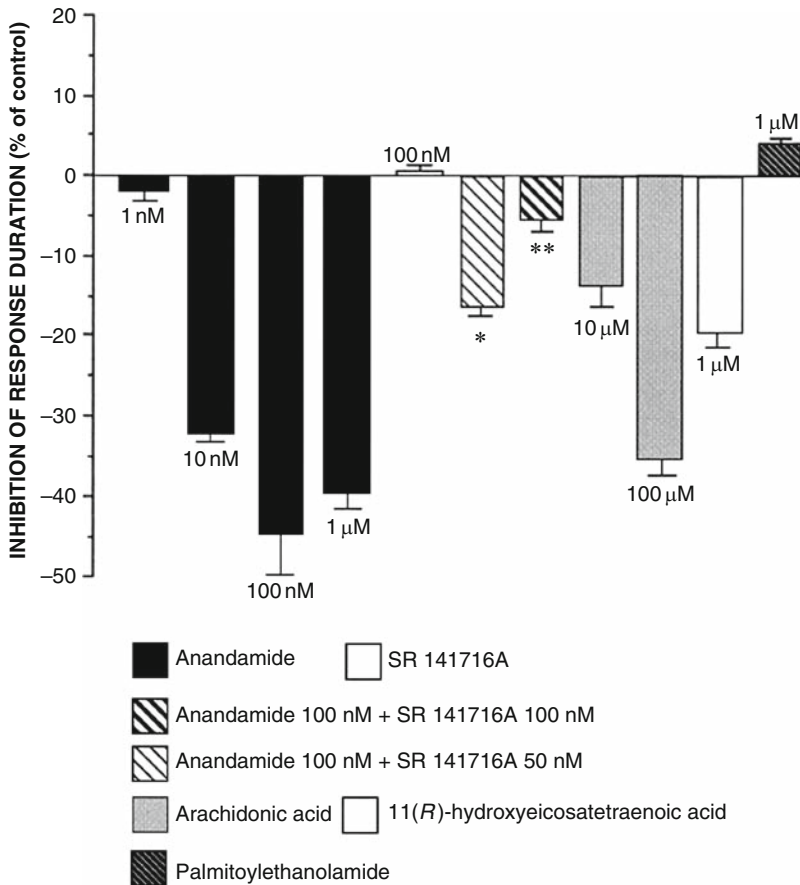 INHIBITION OF RESPONSE DURATION (% of control)
20
10
0
–10
–20
–30
–40
–50
1 nM
10 nM
100 nM
1 μM
100 nM
*
**
10 μM
100 μM
1 μM
1 μM
Anandamide SR 141716A
Anandamide 100 nM + SR 141716A 100 nM
Anandamide 100 nM + SR 141716A 50 nM
Arachidonic acid 11(R)-hydroxyeicosatetraenoic acid
Palmitoylethanolamide